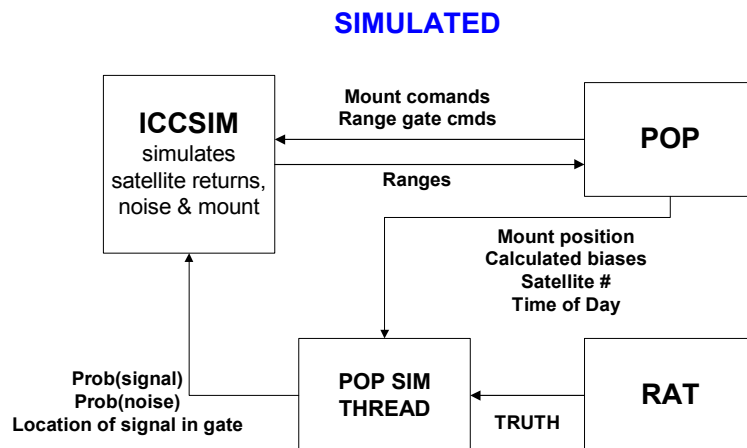 SIMULATED
ICCSIM
simulates
satellite returns,
noise & mount
Mount comands
Range gate cmds
Ranges
POP
Mount position
Calculated biases
Satellite #
Time of Day
Prob(signal)
Prob(noise)
Location of signal in gate
POP SIM
THREAD
TRUTH
RAT